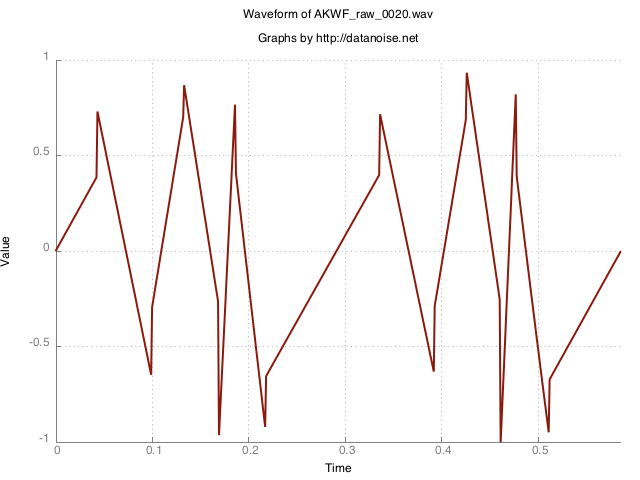 Waveform of AKWF_raw_0020.wav
Graphs by http://datanoise.net
1
0.5
0
-0.5
-1
Value
0 0.1 0.2 0.3 0.4 0.5
Time